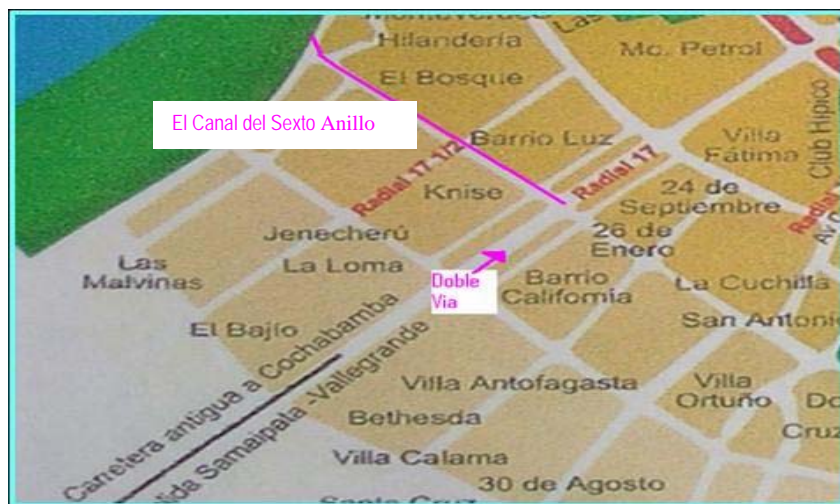 Hilandería
Mc. Petrol
El Bosque
El Canal del Sexto Anillo
Barrio Luz
Villa
Fátima
Club Hípico
Radial 17 1/2
Radial 17
Knise
24 de
Septiembre
Jenecherú
26 de
Enero
Las
Malvinas
La Loma
Doble
Via
Barrio
California
La Cuchilla
El Bajío
San Antonio
Carretera antigua a Cochabamba
Samaipata -Vallegrande
Villa Antofagasta
Villa
Ortuño
Bethesda
Cruz
Villa Calama
30 de Agosto
Santa Cruz